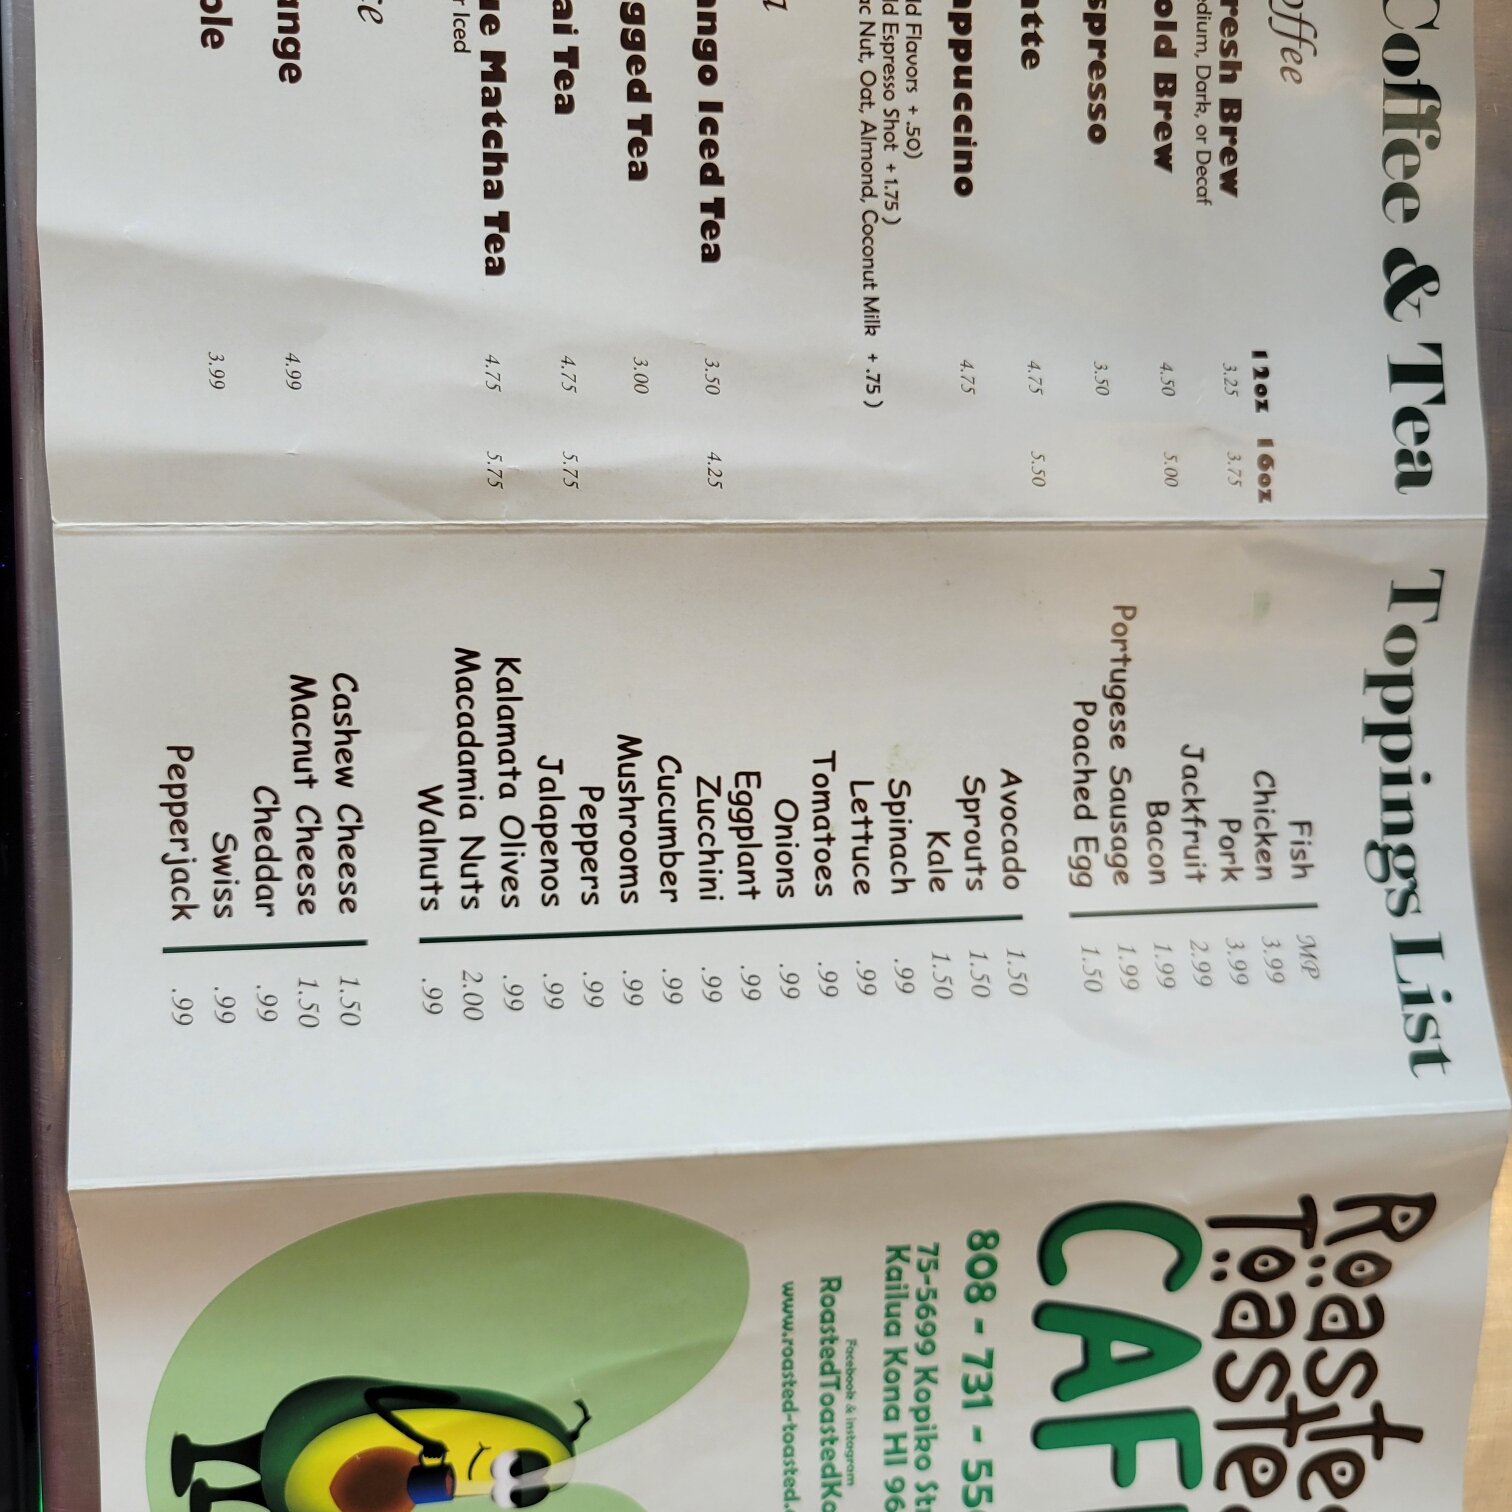 Coffee & Tea
12oz 16oz
resh Brew 3.25 3.75
edium, Dark, or Decaf
old Brew 4.50 5.00
spresso 3.50
atte 4.75 5.50
appuccino 4.75
ld Flavors + .50)
ld Espresso Shot + 1.75 )
ac Nut, Oat, Almond, Coconut Milk + .75 )
ango Iced Tea 3.50 4.25
gged Tea 3.00
ai Tea 4.75 5.75
ue Matcha Tea 4.75 5.75
r Iced
ange 4.99
ple 3.99
Toppings List
Fish MP
Chicken 3.99
Pork 3.99
Jackfruit 2.99
Bacon 1.99
Portugese Sausage 1.99
Poached Egg 1.50
Avocado 1.50
Sprouts 1.50
Kale 1.50
Spinach .99
Lettuce .99
Tomatoes .99
Onions .99
Eggplant .99
Zucchini .99
Cucumber .99
Mushrooms .99
Peppers .99
Jalapenos .99
Kalamata Olives .99
Macadamia Nuts 2.00
Walnuts .99
Cashew Cheese 1.50
Macnut Cheese 1.50
Cheddar .99
Swiss .99
Pepperjack .99
Roaste
Toaste
CAF
808 - 731 - 55
75-5699 Kopiko St
Kailua Kona HI 96
Facebook & Instagram
RoastedToastedKo
www.roasted-toasted.